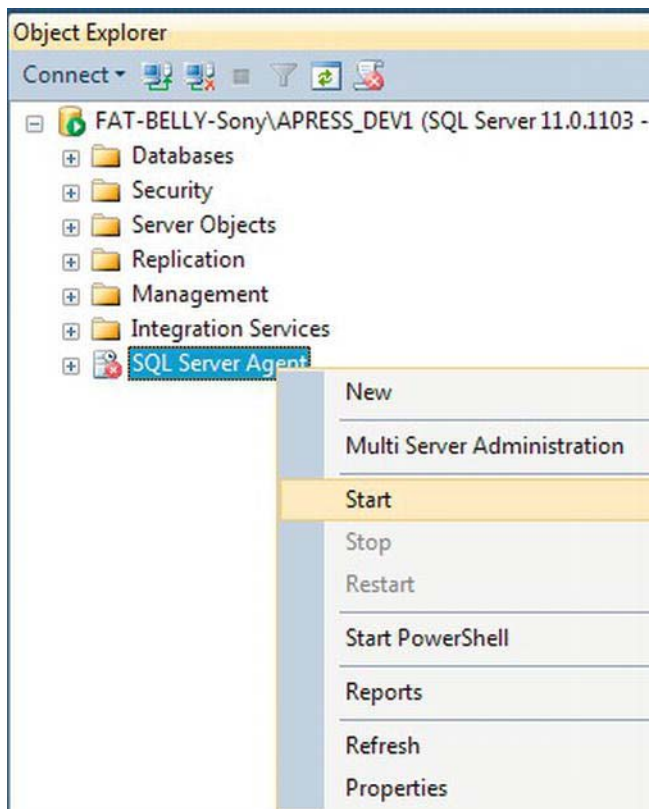 Object Explorer
Connect
FAT-BELLY-Sony\APRESS_DEV1 (SQL Server 11.0.1103 -
Databases
Security
Server Objects
Replication
Management
Integration Services
SQL Server Agent
New
Multi Server Administration
Start
Stop
Restart
Start PowerShell
Reports
Refresh
Properties